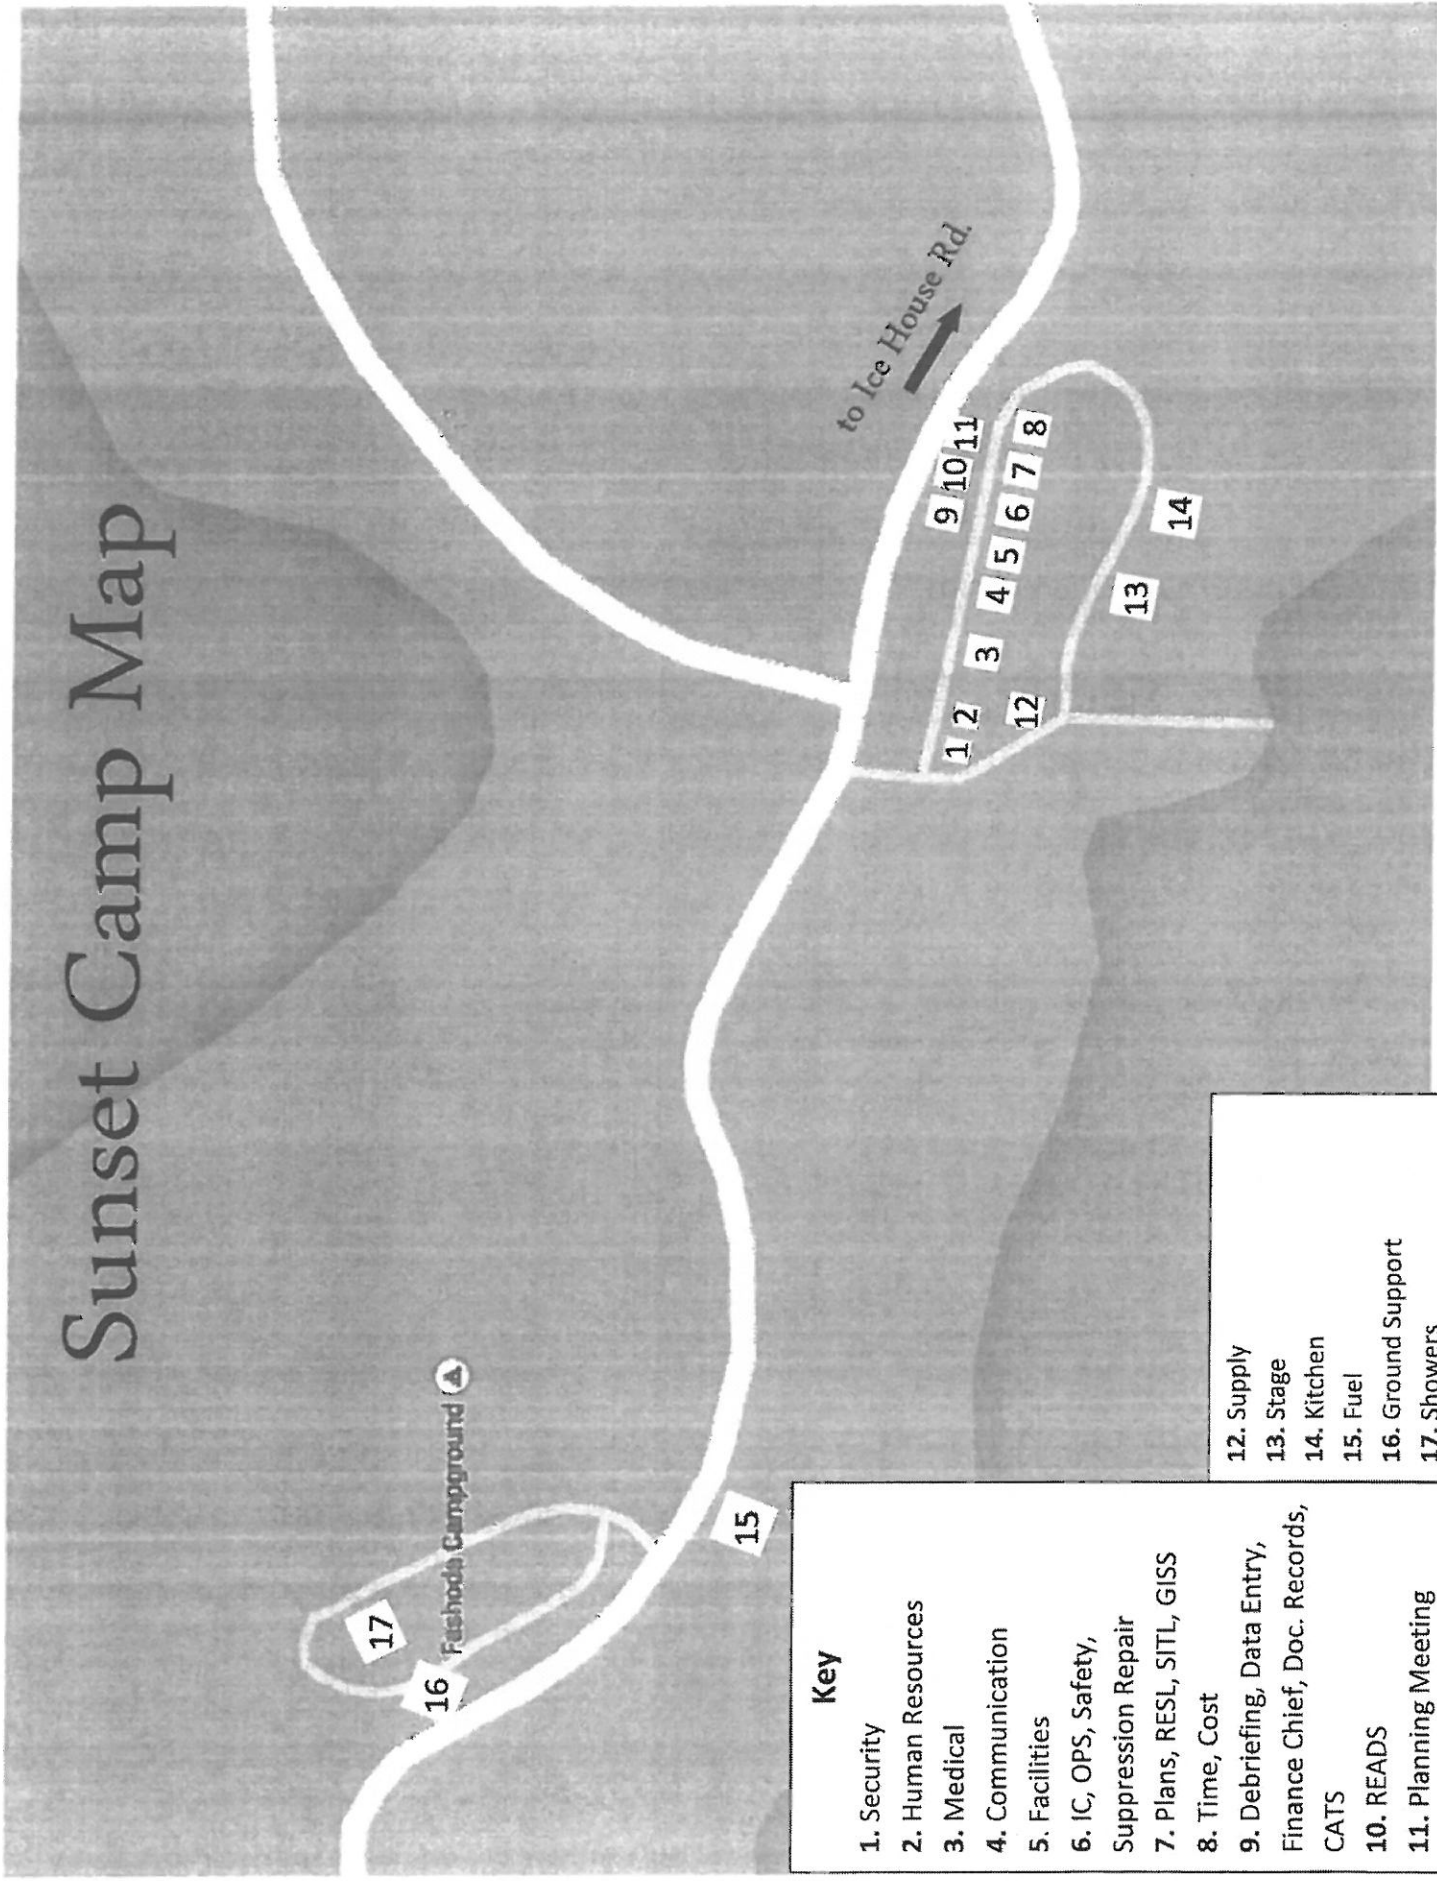 Sunset Camp Map
to Ice House Rd.
Fashoda Campground
17
16
15
9 10 11
1 2 3 4 5 6 7 8
12
13
14
Key
1. Security
2. Human Resources
3. Medical
4. Communication
5. Facilities
6. IC, OPS, Safety,
Suppression Repair
7. Plans, RESL, SITL, GISS
8. Time, Cost
9. Debriefing, Data Entry,
Finance Chief, Doc. Records,
CATS
10. READS
11. Planning Meeting
12. Supply
13. Stage
14. Kitchen
15. Fuel
16. Ground Support
17. Showers